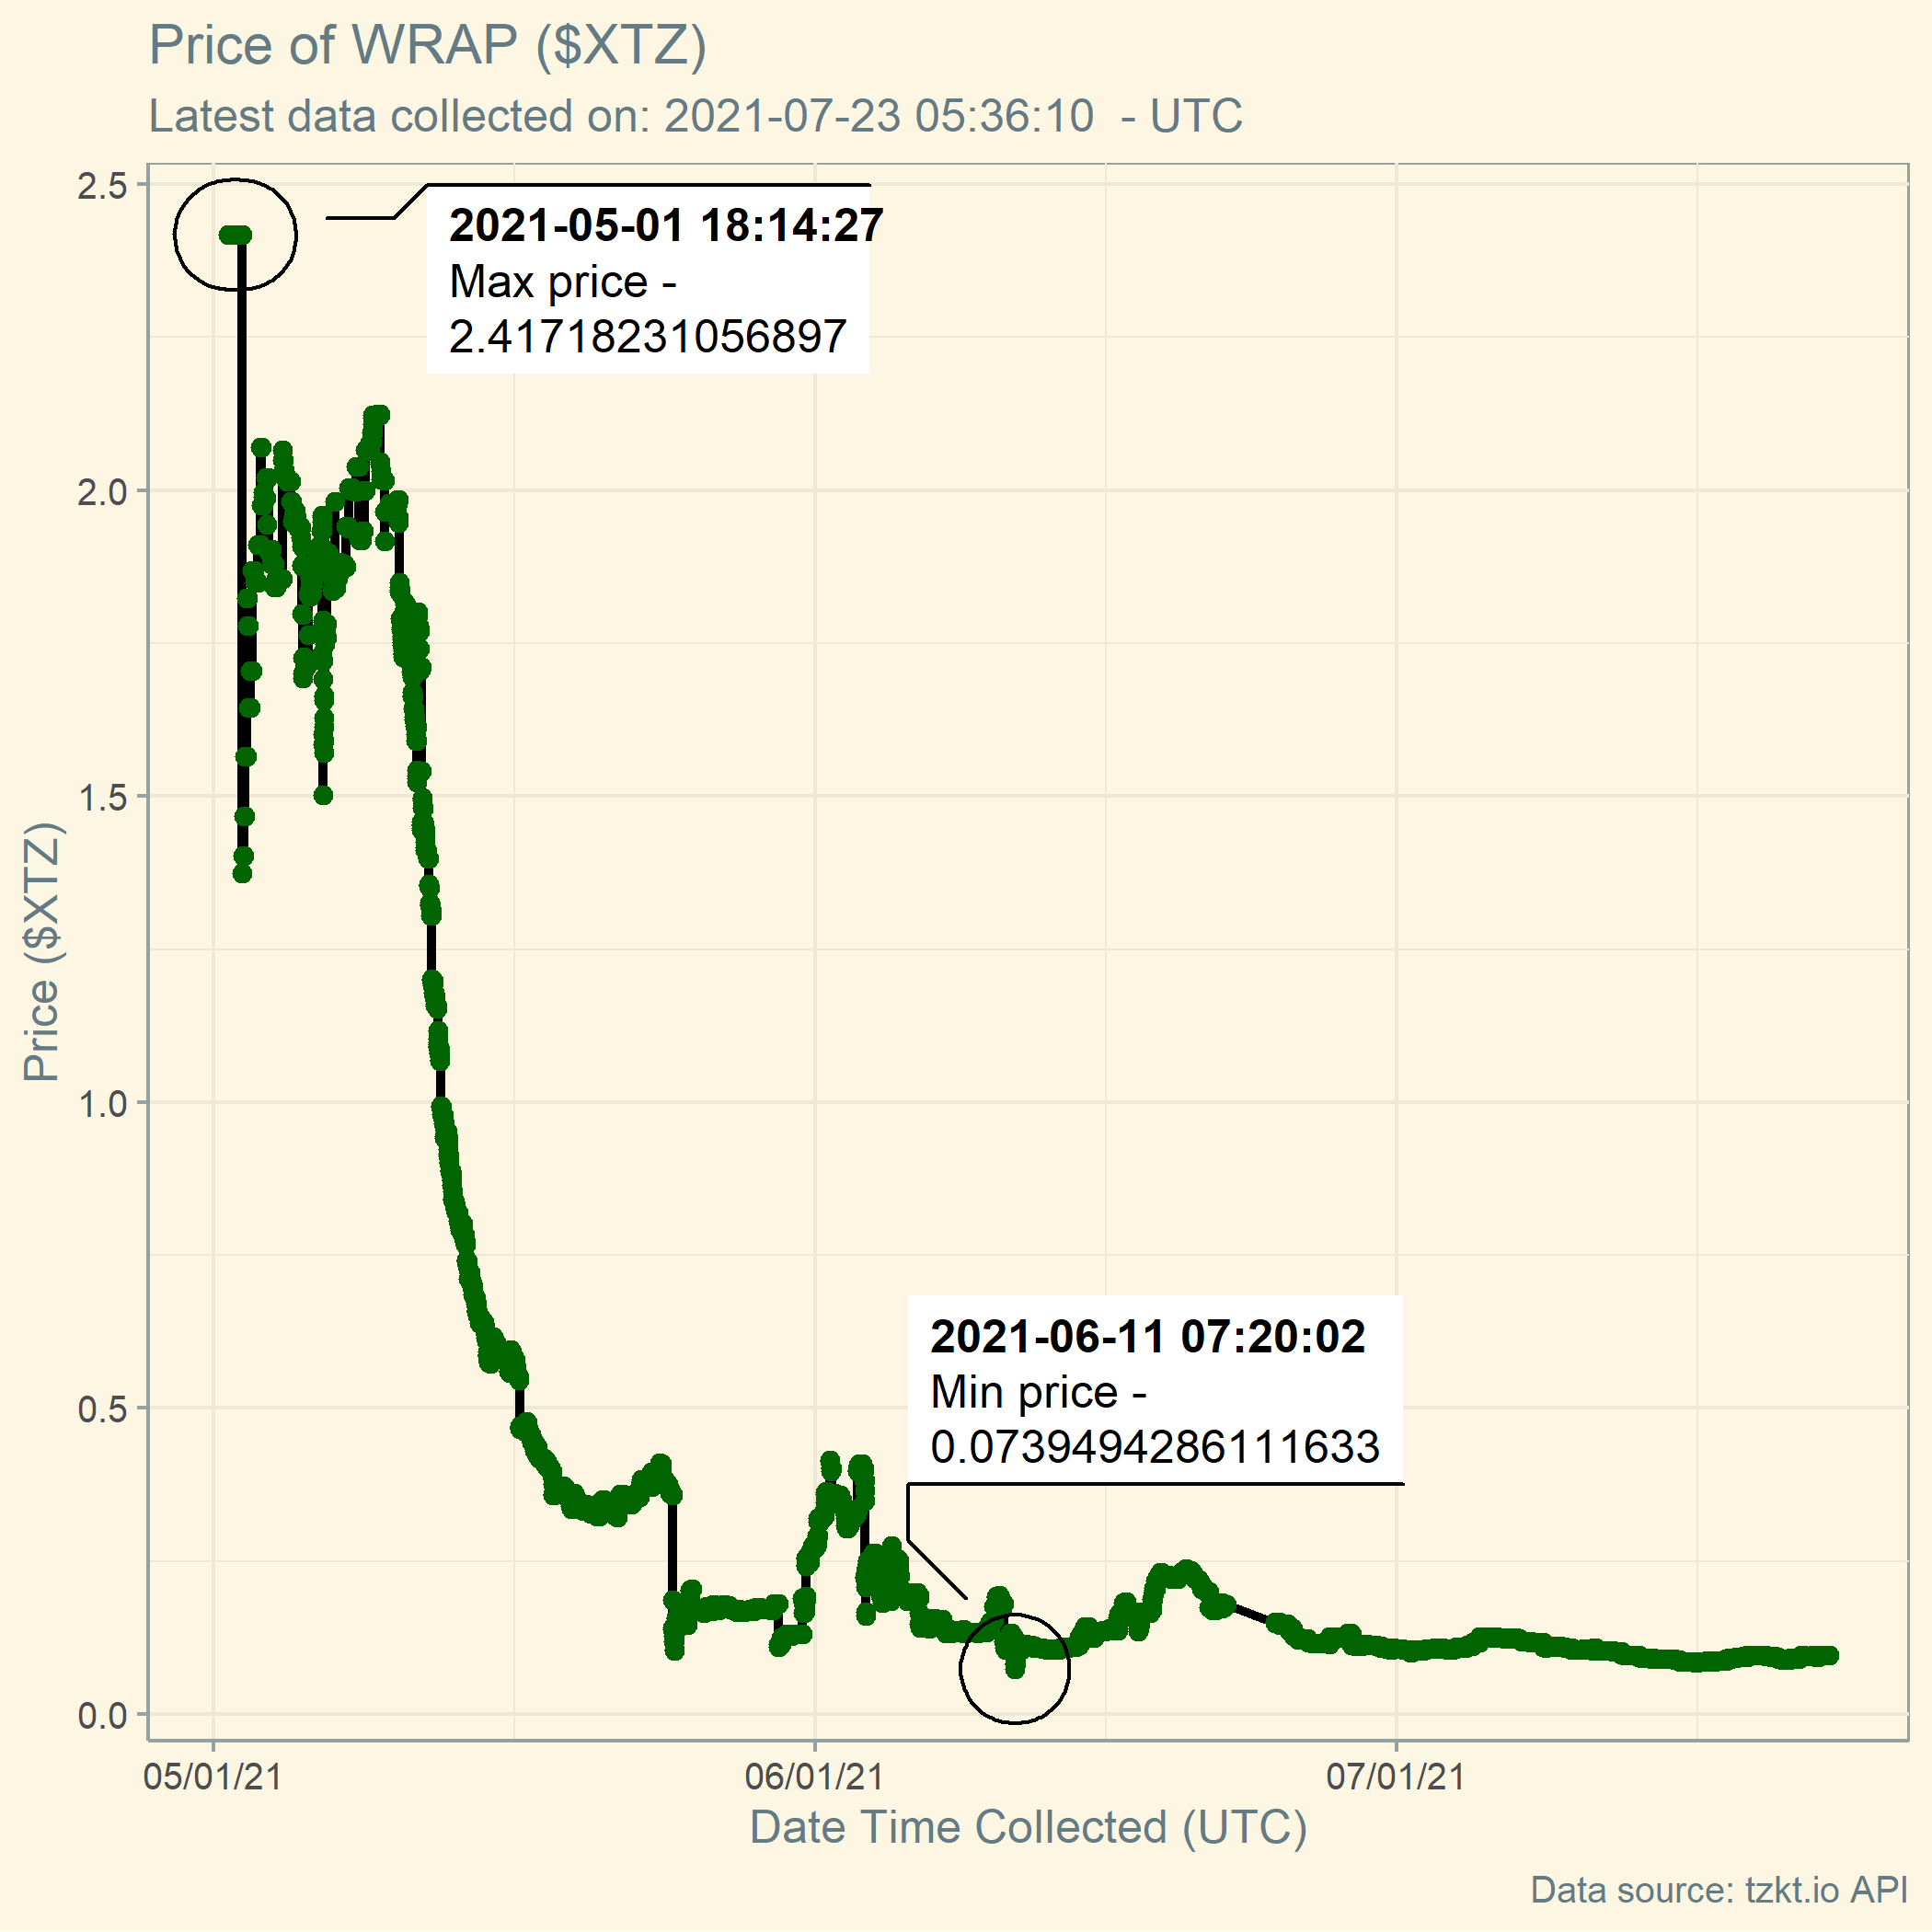 Price of WRAP ($XTZ)
Latest data collected on: 2021-07-23 05:36:10  - UTC
2.5
2.0
1.5
1.0
0.5
0.0
Price ($XTZ)
2021-05-01 18:14:27
Max price -
2.41718231056897
2021-06-11 07:20:02
Min price -
0.0739494286111633
05/01/21
06/01/21
07/01/21
Date Time Collected (UTC)
Data source: tzkt.io API